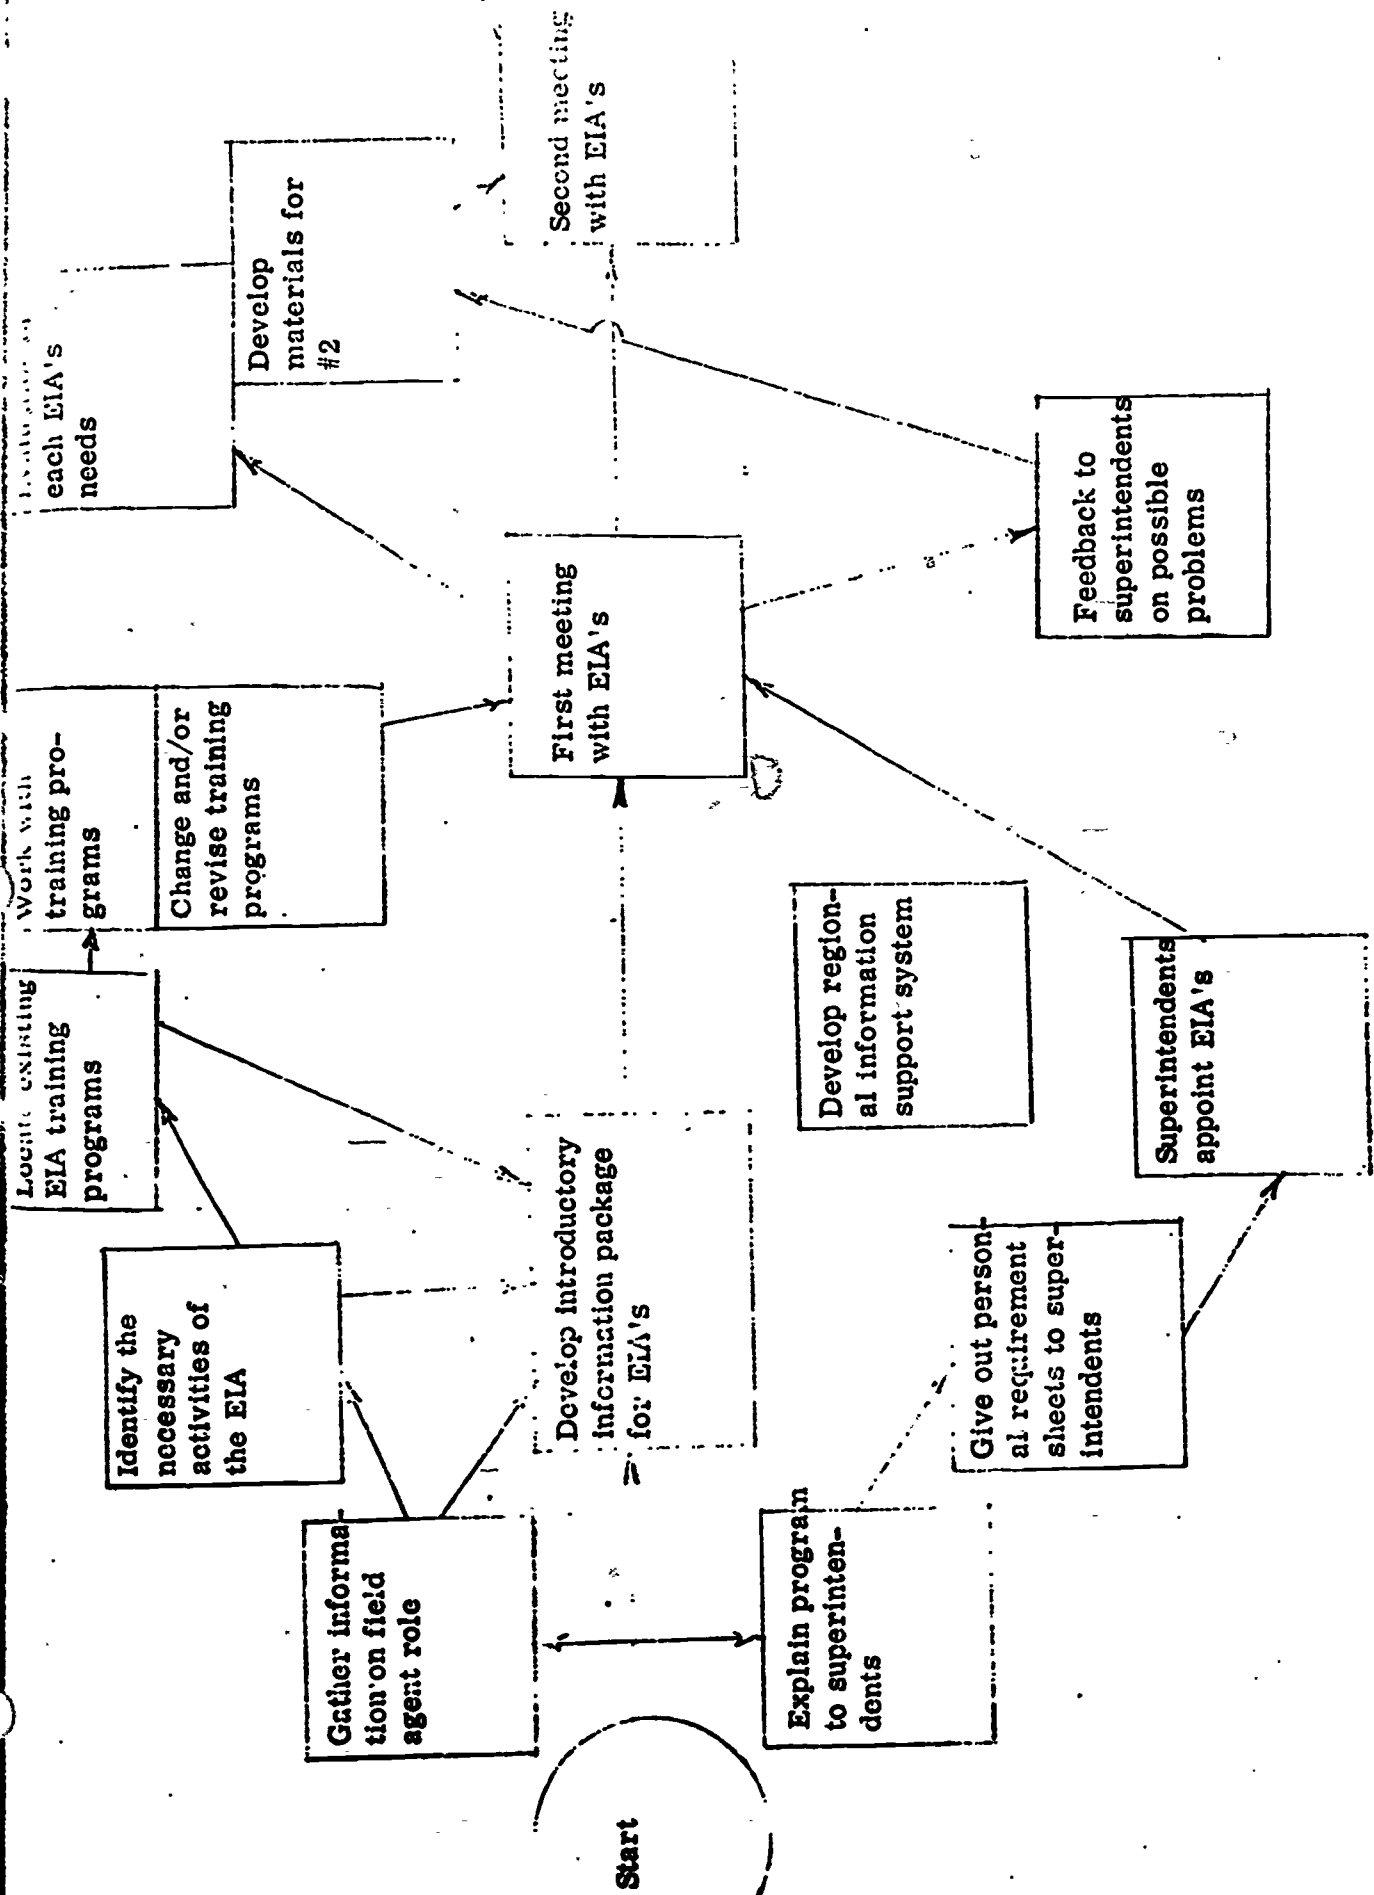 Start
Gather informa-
tion on field
agent role
Explain program
to superinten-
dents
Identify the
necessary
activities of
the EIA
Develop introductory
information package
for EIA's
Give out person-
al requirement
sheets to super-
intendents
Locate existing
EIA training
programs
Superintendents
appoint EIA's
Develop region-
al information
support system
Work with
training pro-
grams
Change and/or
revise training
programs
First meeting
with EIA's
Feedback to
superintendents
on possible
problems
each EIA's
needs
Develop
materials for
#2
Second meeting
with EIA's